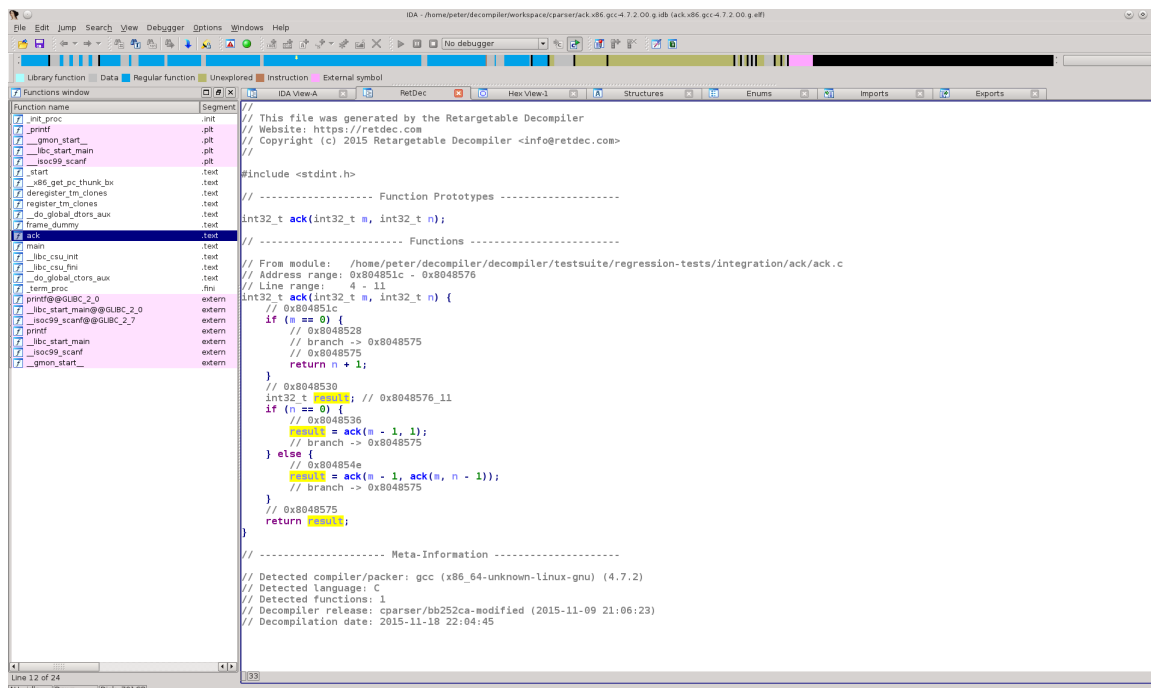 IDA - /home/peter/decompiler/workspace/cparser/ack.x86.gcc-4.7.2.O0.g.idb (ack.x86.gcc-4.7.2.O0.g.elf)
File Edit Jump Search View Debugger Options Windows Help
No debugger
Library function Data Regular function Unexplored Instruction External symbol
Functions window
IDA View-A RetDec Hex View-1 Structures Enums Imports Exports
Function name Segment
_init_proc .init
_printf .plt
___gmon_start__ .plt
___libc_start_main .plt
___isoc99_scanf .plt
_start .text
__x86_get_pc_thunk_bx .text
deregister_tm_clones .text
register_tm_clones .text
__do_global_dtors_aux .text
frame_dummy .text
ack .text
main .text
__libc_csu_init .text
__libc_csu_fini .text
__do_global_ctors_aux .text
_term_proc .fini
printf@@GLIBC_2_0 extern
__libc_start_main@@GLIBC_2_0 extern
__isoc99_scanf@@GLIBC_2_7 extern
printf extern
__libc_start_main extern
__isoc99_scanf extern
__gmon_start__ extern
Line 12 of 24
//
// This file was generated by the Retargetable Decompiler
// Website: https://retdec.com
// Copyright (c) 2015 Retargetable Decompiler <info@retdec.com>
//
#include <stdint.h>
// ------------------- Function Prototypes --------------------
int32_t ack(int32_t m, int32_t n);
// ------------------------ Functions -------------------------
// From module: /home/peter/decompiler/decompiler/testsuite/regression-tests/integration/ack/ack.c
// Address range: 0x804851c - 0x8048576
// Line range: 4 - 11
int32_t ack(int32_t m, int32_t n) {
// 0x804851c
if (m == 0) {
// 0x8048528
// branch -> 0x8048575
// 0x8048575
return n + 1;
}
// 0x8048530
int32_t result; // 0x8048576_11
if (n == 0) {
// 0x8048536
result = ack(m - 1, 1);
// branch -> 0x8048575
} else {
// 0x804854e
result = ack(m - 1, ack(m, n - 1));
// branch -> 0x8048575
}
// 0x8048575
return result;
}
// --------------------- Meta-Information --------------------
// Detected compiler/packer: gcc (x86_64-unknown-linux-gnu) (4.7.2)
// Detected language: C
// Detected functions: 1
// Decompiler release: cparser/bb252ca-modified (2015-11-09 21:06:23)
// Decompilation date: 2015-11-18 22:04:45
33